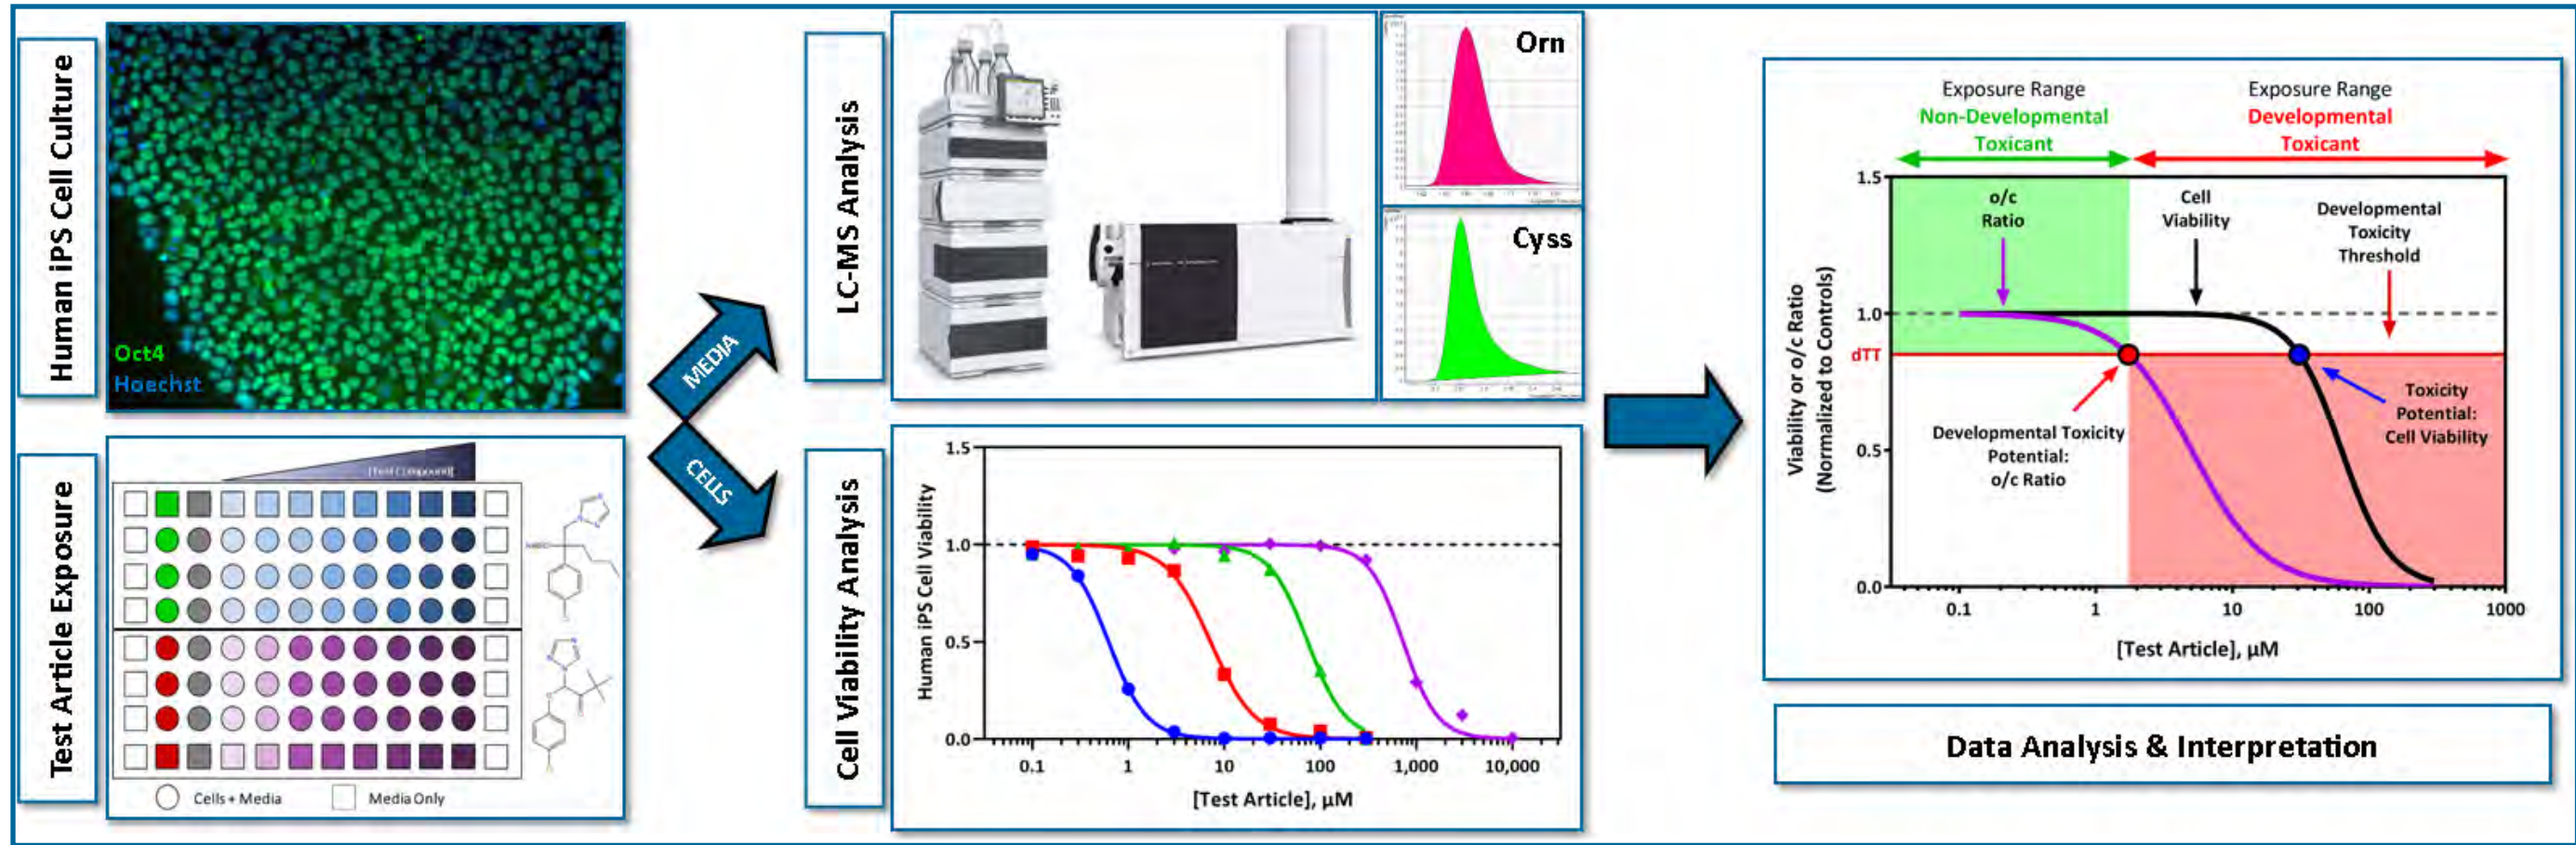 Human iPS Cell Culture
Oct4
Hoechst
Test Article Exposure
[Test Compound]
Cells + Media
Media Only
MEDIA
CELLS
LC-MS Analysis
Orn
Cyss
Cell Viability Analysis
Human iPS Cell Viability
1.5
1.0
0.5
0.0
0.1
1
10
100
1,000
10,000
[Test Article], µM
Exposure Range
Non-Developmental
Toxicant
Exposure Range
Developmental
Toxicant
Viability or o/c Ratio
(Normalized to Controls)
1.5
1.0
dTT
0.5
0.0
o/c
Ratio
Cell
Viability
Developmental
Toxicity
Threshold
Developmental Toxicity
Potential:
o/c Ratio
Toxicity
Potential:
Cell Viability
0.1
1
10
100
1000
[Test Article], µM
Data Analysis & Interpretation